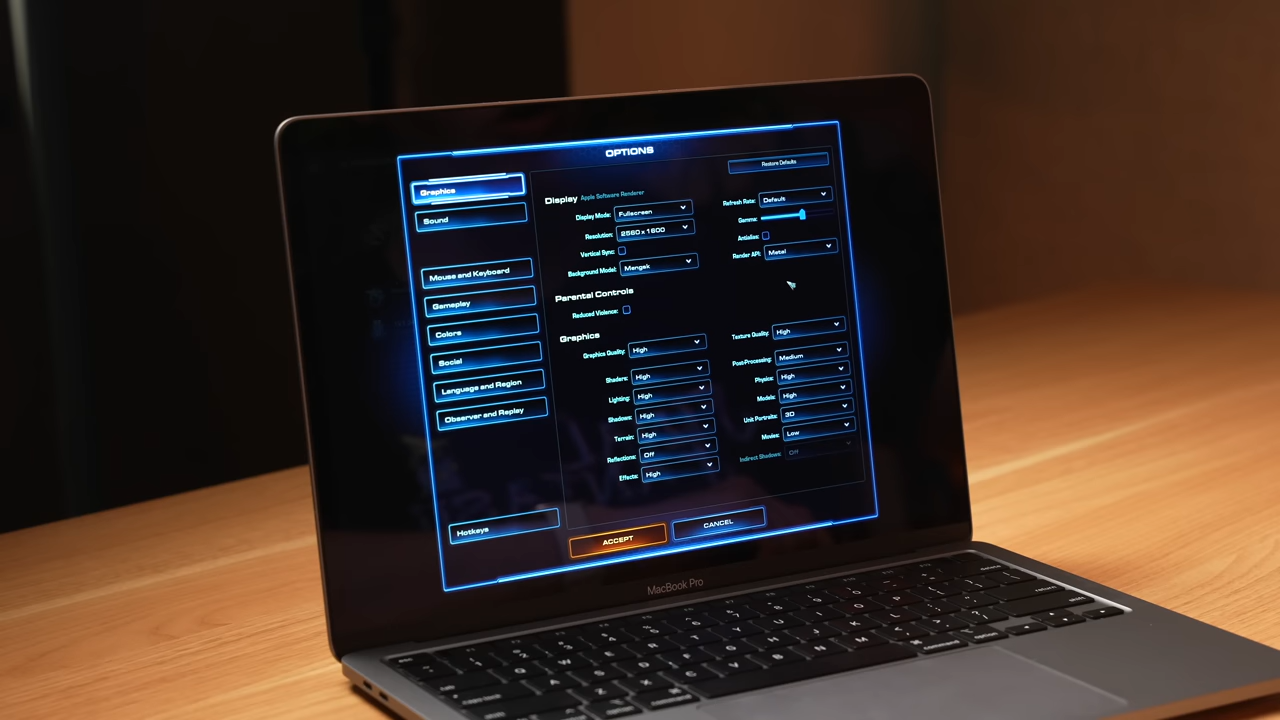 OPTIONS
Restore Defaults
Graphics
Sound
Mouse and Keyboard
Gameplay
Colors
Social
Language and Region
Observer and Replay
Hotkeys
Display Apple Software Renderer
Display Mode: Fullscreen
Resolution: 2560 x 1600
Vertical Sync:
Background Model: Mengsk
Refresh Rate: Default
Gamma:
Antialias:
Render API: Metal
Parental Controls
Reduced Violence:
Graphics
Graphics Quality: High
Texture Quality: High
Shaders: High
Lighting: High
Shadows: High
Terrain: High
Reflections: Off
Effects: High
Post-Processing: Medium
Physics: High
Models: High
Unit Portraits: 3D
Movies: Low
Indirect Shadows: Off
ACCEPT
CANCEL
MacBook Pro